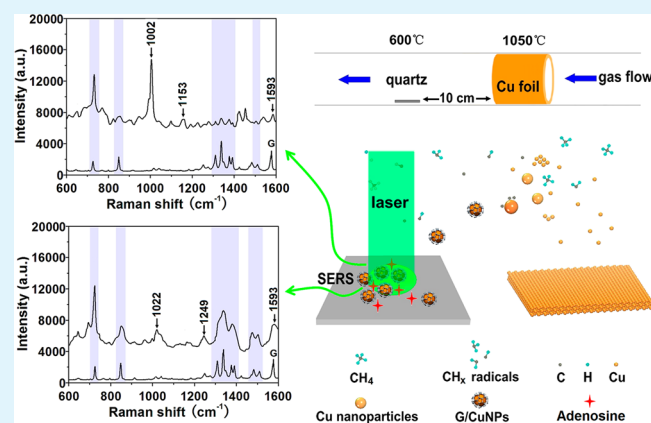 20000
16000
12000
8000
4000
0
Intensity (a.u.)
1002
1153
1593
G
600 800 1000 1200 1400 1600
Raman shift (cm-1)
20000
16000
12000
8000
4000
0
Intensity (a.u.)
1022
1249
1593
G
600 800 1000 1200 1400 1600
Raman shift (cm-1)
600℃ 1050℃
quartz
10 cm
Cu foil
gas flow
laser
SERS
CH4
CHx radicals
C H Cu
Cu nanoparticles
G/CuNPs
Adenosine